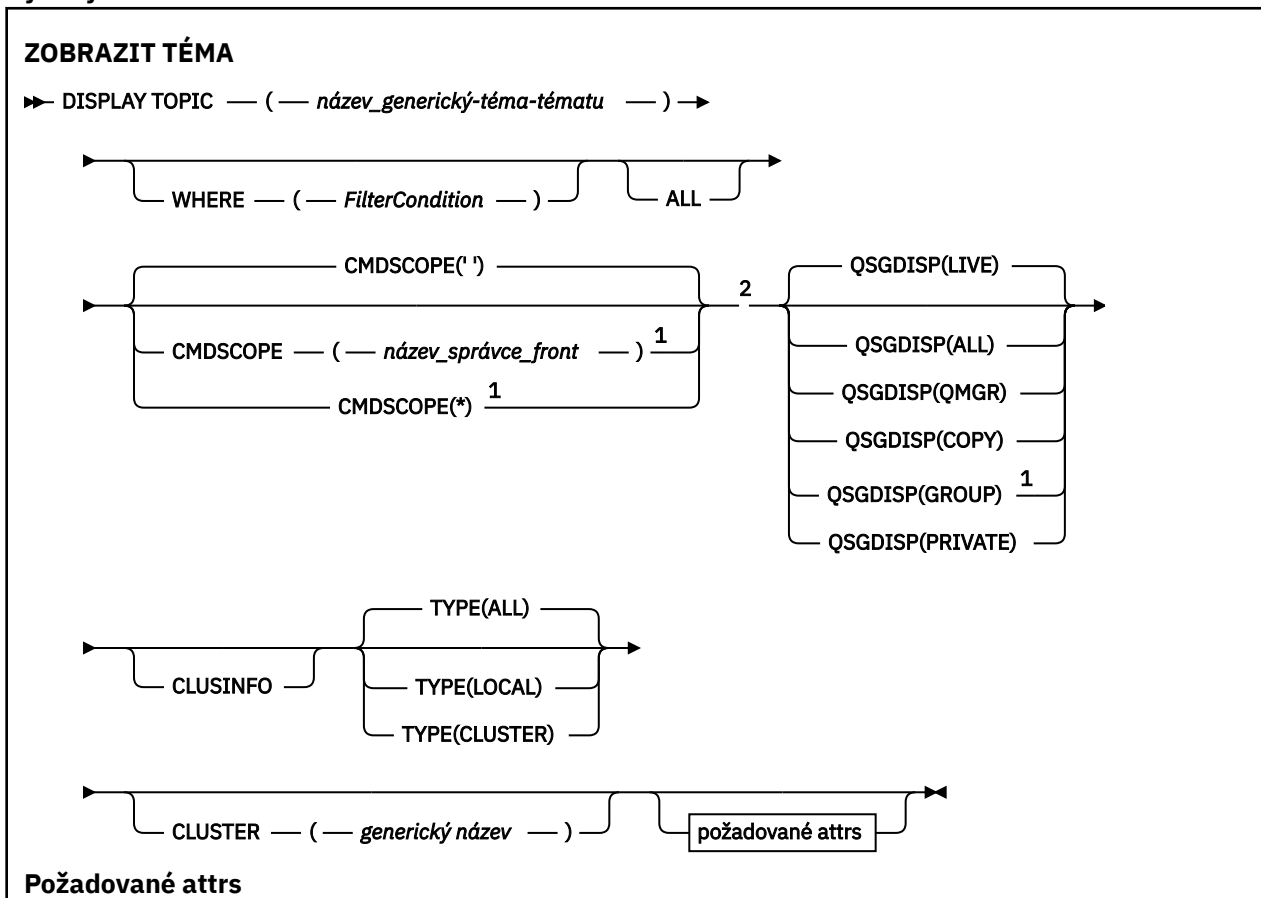 ZOBRAZIT TÉMA
DISPLAY TOPIC ( název_generický-téma-tématu )
WHERE ( FilterCondition ) ALL
CMDSCOPE(' ')
CMDSCOPE ( název_správce_front ) 1
CMDSCOPE(*) 1
2
QSGDISP(LIVE)
QSGDISP(ALL)
QSGDISP(QMGR)
QSGDISP(COPY)
QSGDISP(GROUP) 1
QSGDISP(PRIVATE)
CLUSINFO
TYPE(ALL)
TYPE(LOCAL)
TYPE(CLUSTER)
CLUSTER ( generický název ) požadované attrs
Požadované attrs